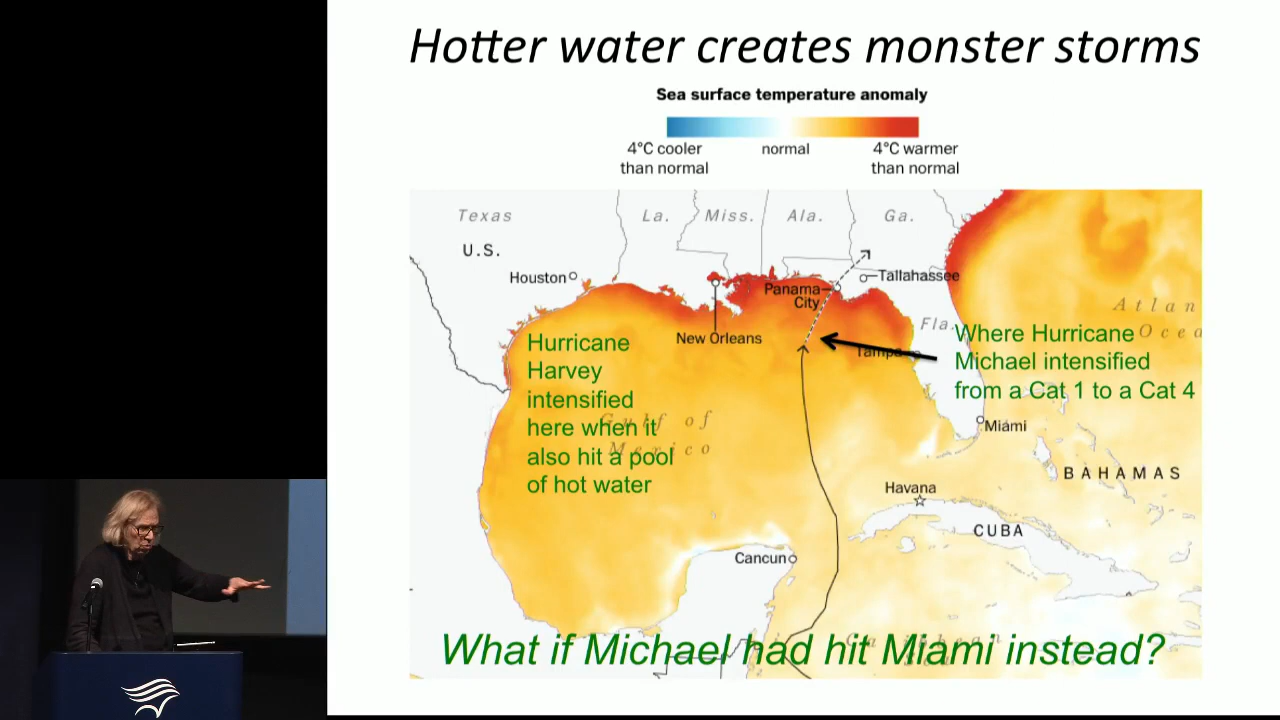 Hotter water creates monster storms
Sea surface temperature anomaly
4°C cooler
than normal
normal
4°C warmer
than normal
Texas
La.
Miss.
Ala.
Ga.
U.S.
Houston
Tallahassee
Panama
City
New Orleans
Fla.
Tampa
Atlan
Ocea
Where Hurricane
Michael intensified
from a Cat 1 to a Cat 4
Hurricane
Harvey
intensified
here when it
also hit a pool
of hot water
Gulf of
Mexico
Miami
BAHAMAS
Havana
CUBA
Cancun
What if Michael had hit Miami instead?